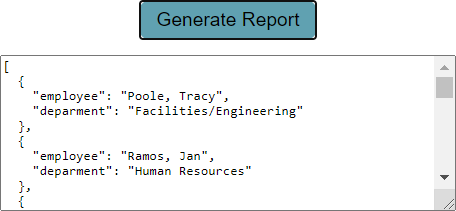 Generate Report
[
  {
    "employee": "Poole, Tracy",
    "deparment": "Facilities/Engineering"
  },
  {
    "employee": "Ramos, Jan",
    "deparment": "Human Resources"
  },
  {